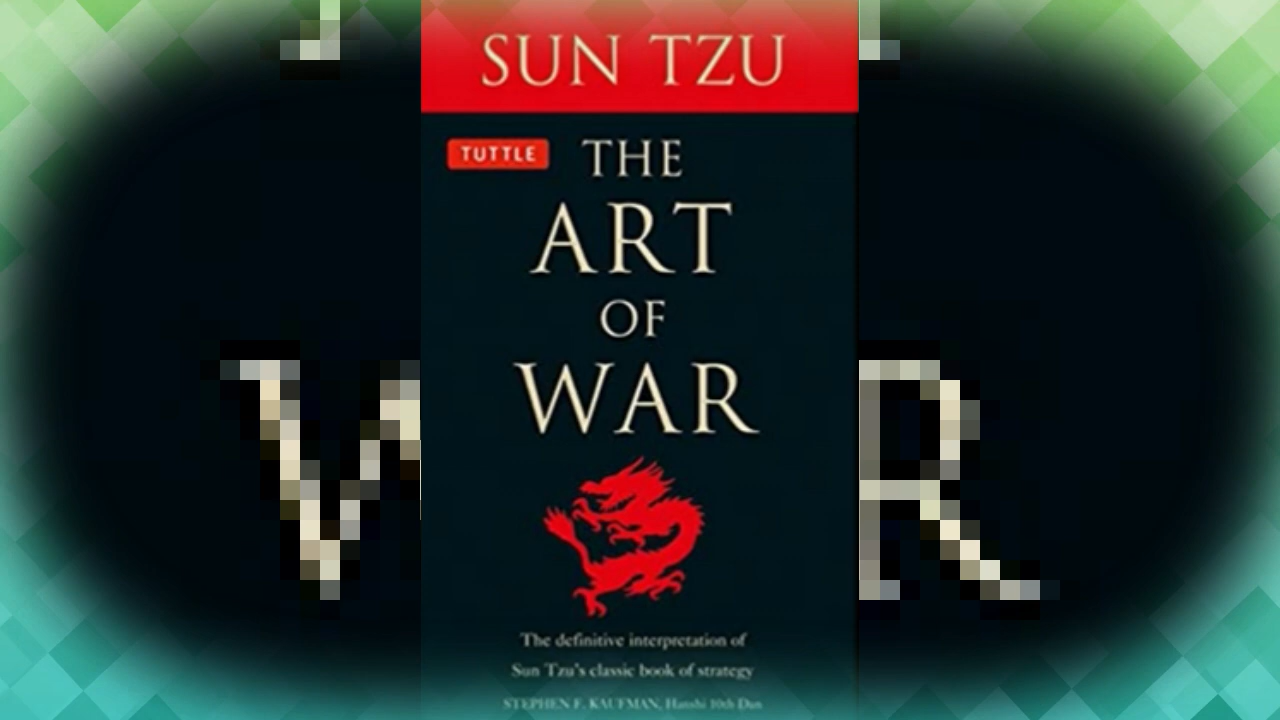 SUN TZU
TUTTLE
THE
ART
OF
WAR
The definitive interpretation of
Sun Tzu's classic book of strategy
STEPHEN F. KAUFMAN, Hanshi 10th Dan